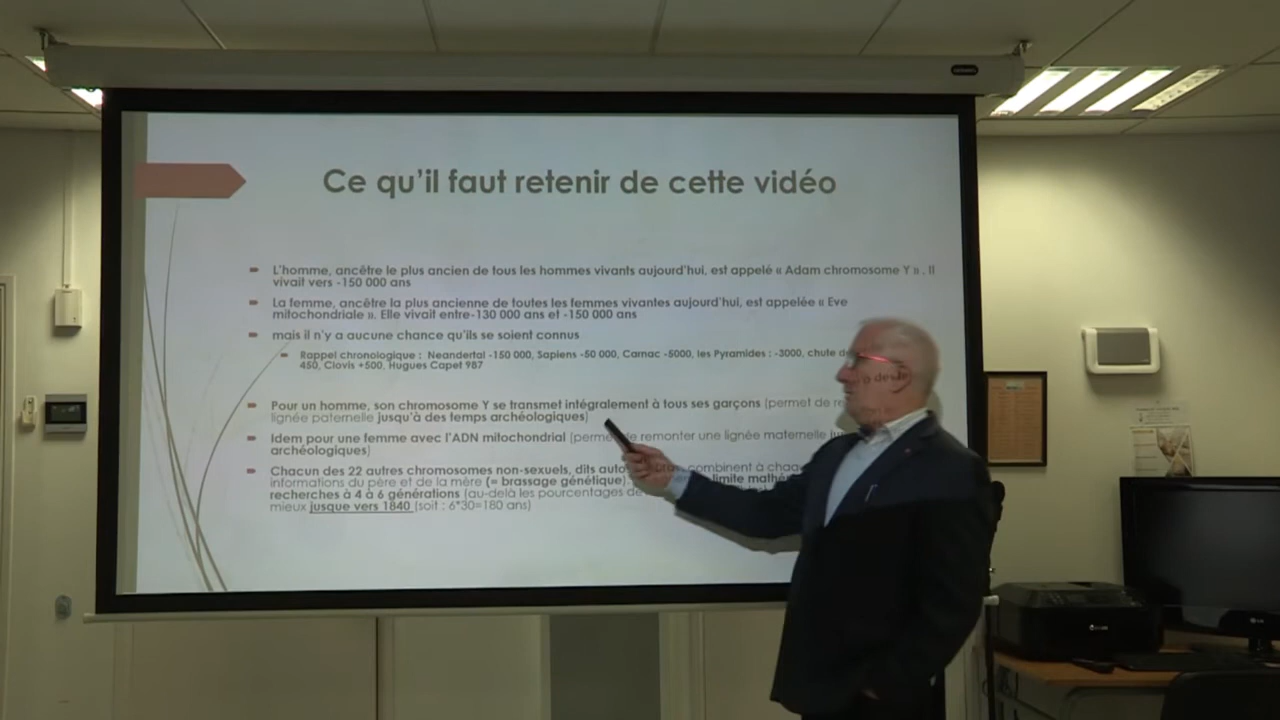 Ce qu'il faut retenir de cette vidéo
L'homme, ancêtre le plus ancien de tous les hommes vivants aujourd'hui, est appelé « Adam chromosome Y » . Il
vivait vers -150 000 ans
La femme, ancêtre la plus ancienne de toutes les femmes vivantes aujourd'hui, est appelée « Eve
mitochondriale ». Elle vivait entre-130 000 ans et -150 000 ans
mais il n'y a aucune chance qu'ils se soient connus
Rappel chronologique : Neandertal -150 000, Sapiens -50 000, Carnac -5000, les Pyramides : -3000, chute
450, Clovis +500, Hugues Capet 987
Pour un homme, son chromosome Y se transmet intégralement à tous ses garçons (permet de
lignée paternelle jusqu'à des temps archéologiques)
Idem pour une femme avec l'ADN mitochondrial (permet de remonter une lignée maternelle
archéologiques)
Chacun des 22 autres chromosomes non-sexuels, dits combinent à
informations du père et de la mère (= brassage génétique) limite
recherches à 4 à 6 générations (au-delà les pourcentages de
mieux jusque vers 1840 (soit : 6*30=180 ans)
LG